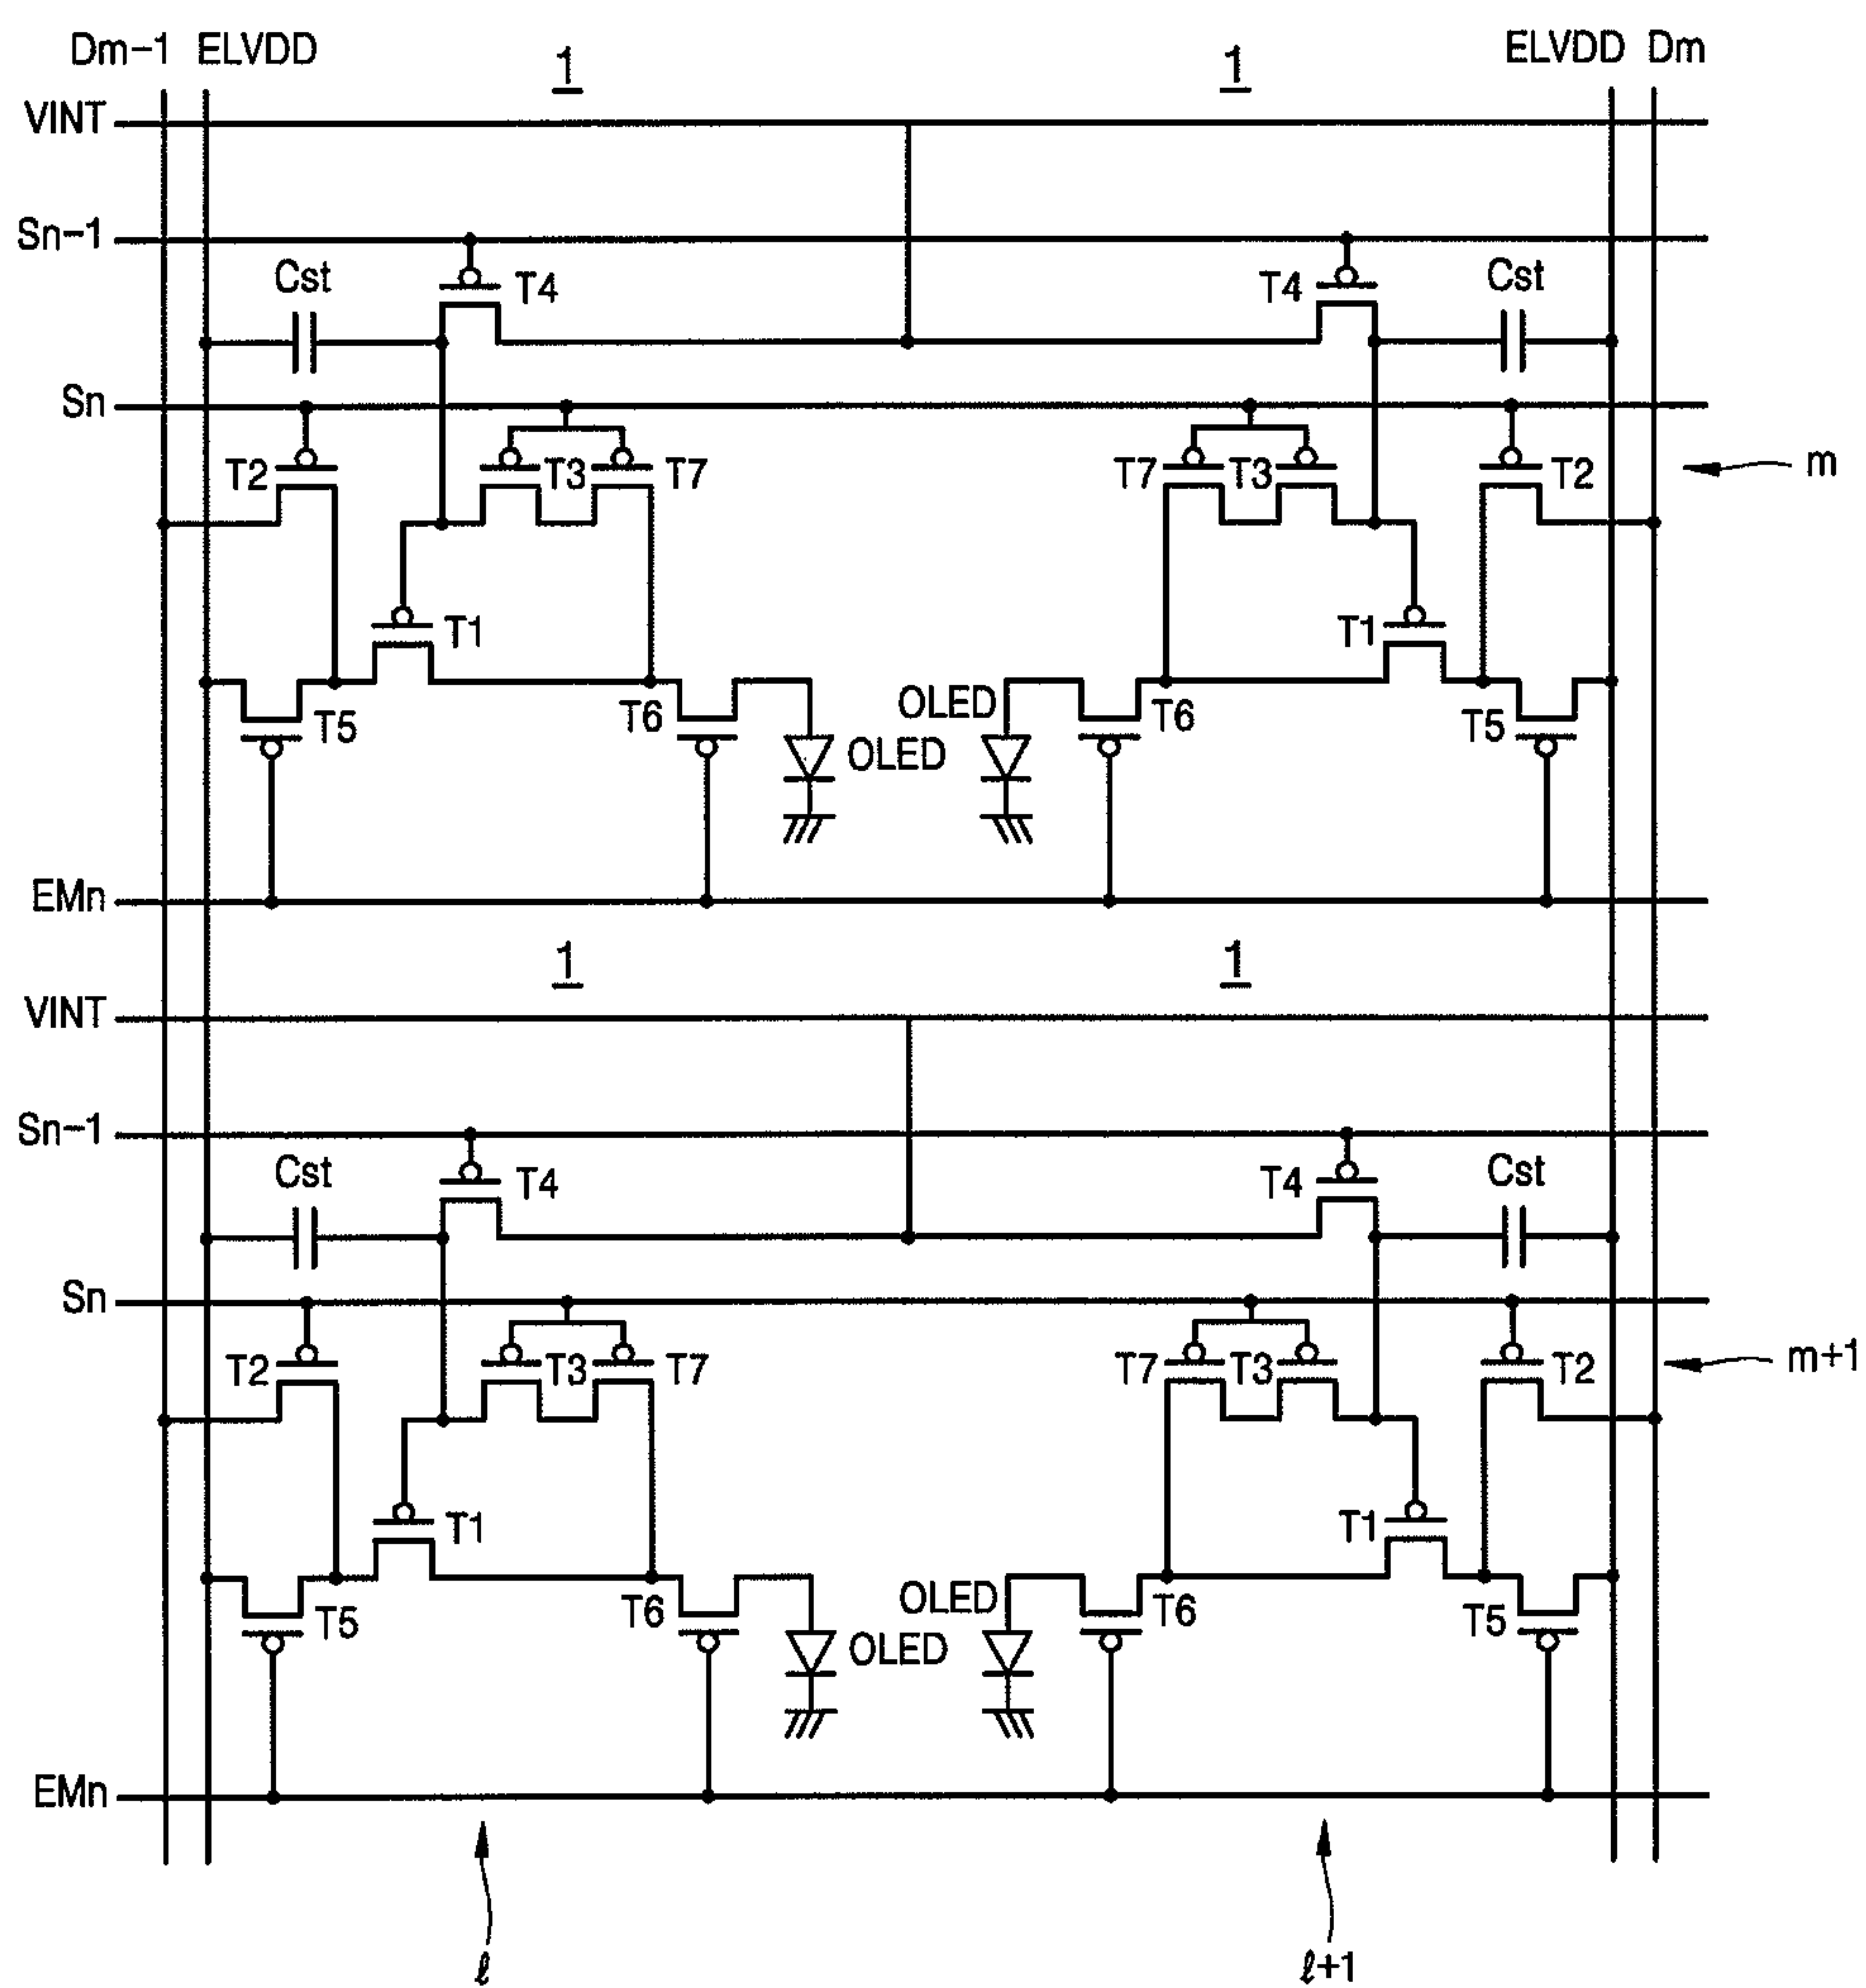 Dm-1 ELVDD 1 1 ELVDD Dm
VINT
Sn-1
Cst T4 T4 Cst
Sn
T2 T3 T7 T7 T3 T2 m
T1 T1
T5 T6 OLED T6 T5
OLED
EMn
1 1
VINT
Sn-1
Cst T4 T4 Cst
Sn
T2 T3 T7 T7 T3 T2 m+1
T1 T1
T5 T6 OLED T6 T5
OLED
EMn
ℓ ℓ+1